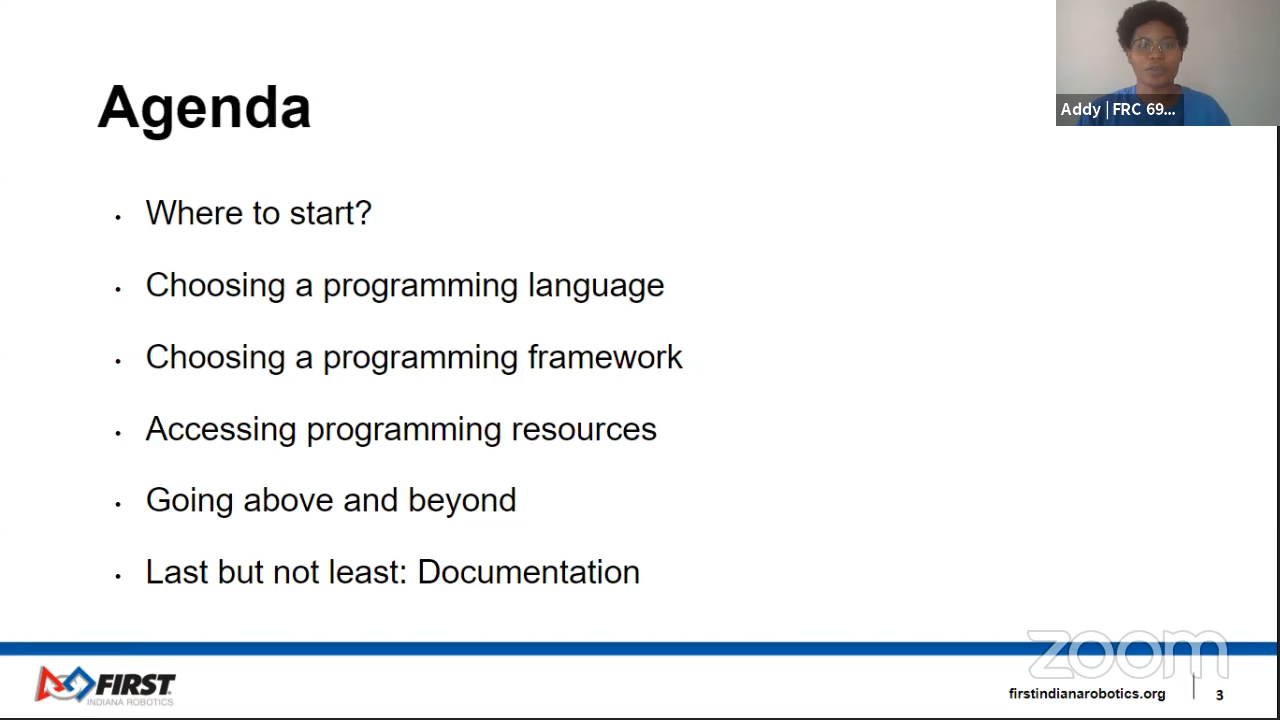 Agenda
Addy | FRC 69...
• Where to start?
• Choosing a programming language
• Choosing a programming framework
• Accessing programming resources
• Going above and beyond
• Last but not least: Documentation
zoom
FIRST
INDIANA ROBOTICS
firstindianarobotics.org | 3